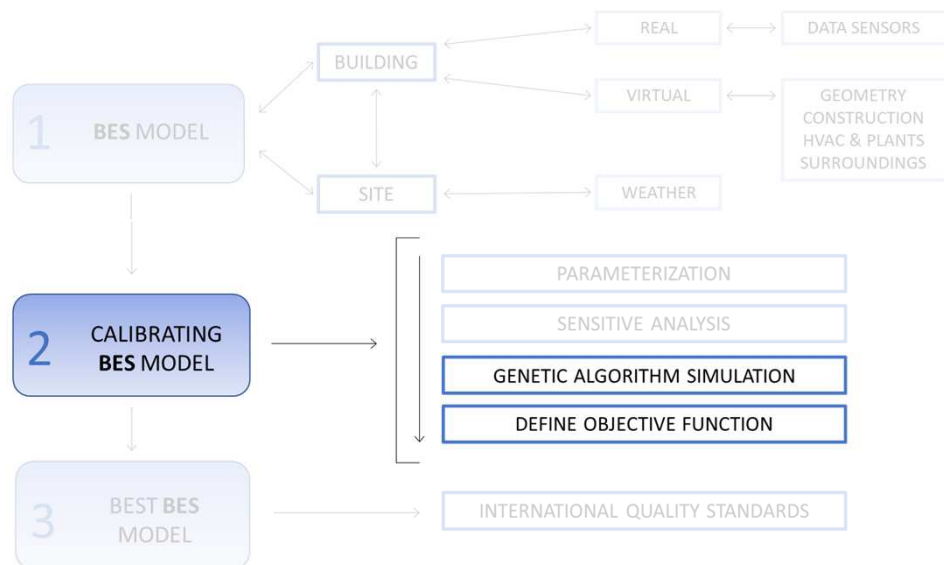 REAL
DATA SENSORS
BUILDING
1
BES MODEL
VIRTUAL
GEOMETRY
CONSTRUCTION
HVAC & PLANTS
SURROUNDINGS
SITE
WEATHER
PARAMETERIZATION
SENSITIVE ANALYSIS
2
CALIBRATING
BES MODEL
GENETIC ALGORITHM SIMULATION
DEFINE OBJECTIVE FUNCTION
3
BEST BES
MODEL
INTERNATIONAL QUALITY STANDARDS